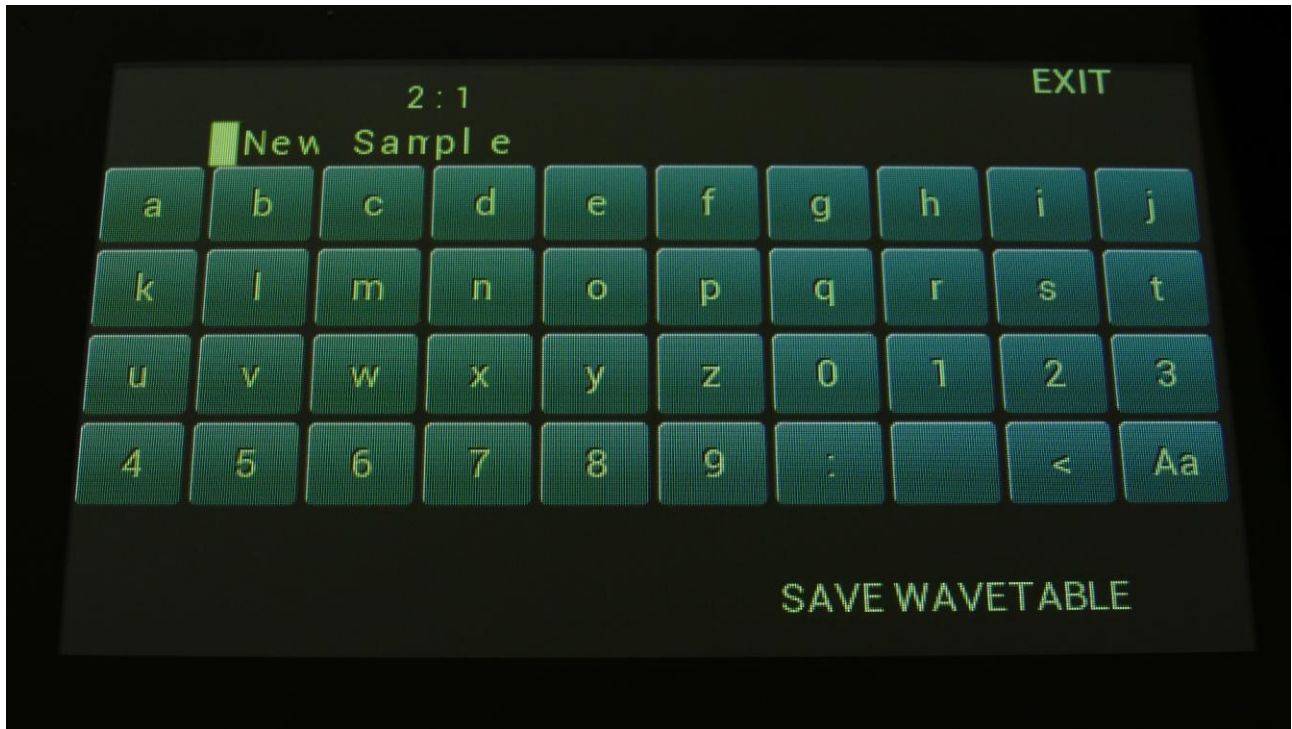 EXIT
2:1
New Sample
a b c d e f g h i j
k l m n o p q r s t
u v w x y z 0 1 2 3
4 5 6 7 8 9 : < Aa
SAVE WAVETABLE